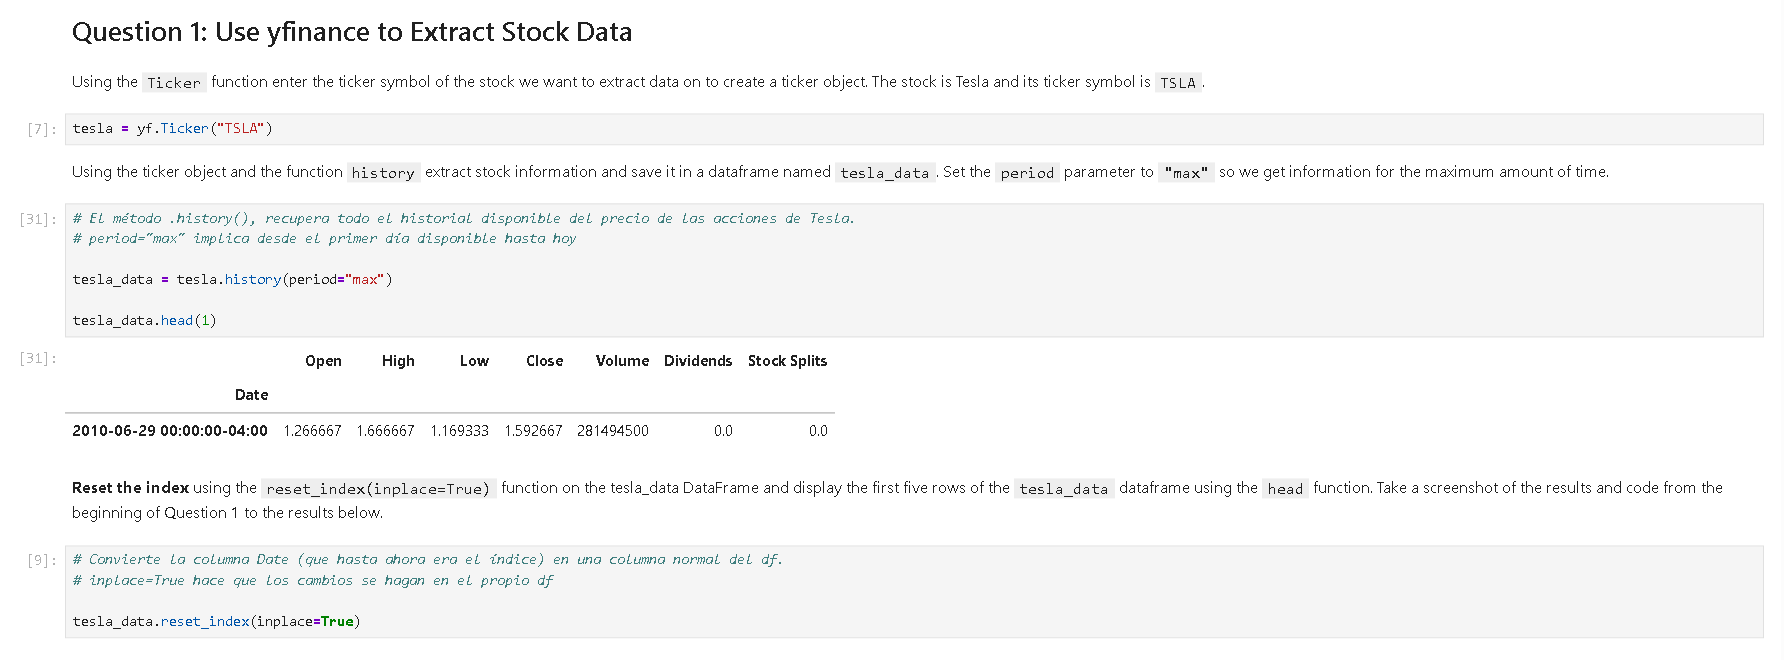 Question 1: Use yfinance to Extract Stock Data
Using the Ticker function enter the ticker symbol of the stock we want to extract data on to create a ticker object. The stock is Tesla and its ticker symbol is TSLA.
[7]: tesla = yf.Ticker("TSLA")
Using the ticker object and the function history extract stock information and save it in a dataframe named tesla_data. Set the period parameter to "max" so we get information for the maximum amount of time.
[31]: # El método .history(), recupera todo el historial disponible del precio de las acciones de Tesla.
# period="max" implica desde el primer día disponible hasta hoy
tesla_data = tesla.history(period="max")
tesla_data.head(1)
[31]: Open High Low Close Volume Dividends Stock Splits
Date
2010-06-29 00:00:00-04:00 1.266667 1.666667 1.169333 1.592667 281494500 0.0 0.0
Reset the index using the reset_index(inplace=True) function on the tesla_data DataFrame and display the first five rows of the tesla_data dataframe using the head function. Take a screenshot of the results and code from the
beginning of Question 1 to the results below.
[9]: # Convierte la columna Date (que hasta ahora era el índice) en una columna normal del df.
# inplace=True hace que los cambios se hagan en el propio df
tesla_data.reset_index(inplace=True)